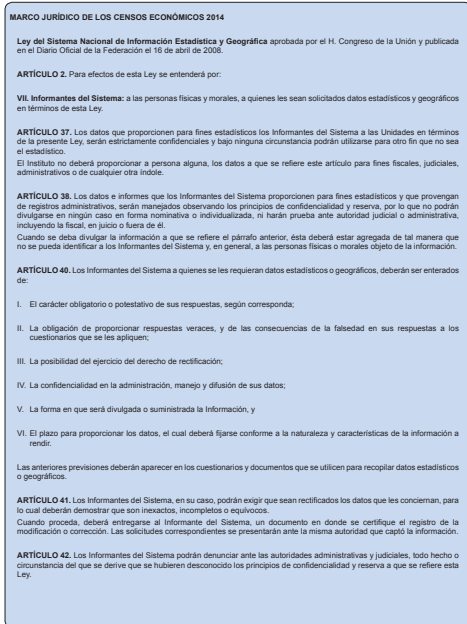 MARCO JURÍDICO DE LOS CENSOS ECONÓMICOS 2014
Ley del Sistema Nacional de Información Estadística y Geográfica aprobada por el H. Congreso de la Unión y publicada
en el Diario Oficial de la Federación el 16 de abril de 2008.
ARTÍCULO 2. Para efectos de esta Ley se entenderá por:
VII. Informantes del Sistema: a las personas físicas y morales, a quienes les sean solicitados datos estadísticos y geográficos
en términos de esta Ley.
ARTÍCULO 37. Los datos que proporcionen para fines estadísticos los Informantes del Sistema a las Unidades en términos
de la presente Ley, serán estrictamente confidenciales y bajo ninguna circunstancia podrán utilizarse para otro fin que no sea
el estadístico.
El Instituto no deberá proporcionar a persona alguna, los datos a que se refiere este artículo para fines fiscales, judiciales,
administrativos o de cualquier otra índole.
ARTÍCULO 38. Los datos e informes que los Informantes del Sistema proporcionen para fines estadísticos y que provengan
de registros administrativos, serán manejados observando los principios de confidencialidad y reserva, por lo que no podrán
divulgarse en ningún caso en forma nominativa o individualizada, ni harán prueba ante autoridad judicial o administrativa,
incluyendo la fiscal, en juicio o fuera de él.
Cuando se deba divulgar la información a que se refiere el párrafo anterior, ésta deberá estar agregada de tal manera que
no se pueda identificar a los Informantes del Sistema y, en general, a las personas físicas o morales objeto de la información.
ARTÍCULO 40. Los Informantes del Sistema a quienes se les requieran datos estadísticos o geográficos, deberán ser enterados
de:
I. El carácter obligatorio o potestativo de sus respuestas, según corresponda;
II. La obligación de proporcionar respuestas veraces, y de las consecuencias de la falsedad en sus respuestas a los
cuestionarios que se les apliquen;
III. La posibilidad del ejercicio del derecho de rectificación;
IV. La confidencialidad en la administración, manejo y difusión de sus datos;
V. La forma en que será divulgada o suministrada la Información, y
VI. El plazo para proporcionar los datos, el cual deberá fijarse conforme a la naturaleza y características de la información a
rendir.
Las anteriores previsiones deberán aparecer en los cuestionarios y documentos que se utilicen para recopilar datos estadísticos
o geográficos.
ARTÍCULO 41. Los Informantes del Sistema, en su caso, podrán exigir que sean rectificados los datos que les conciernan, para
lo cual deberán demostrar que son inexactos, incompletos o equívocos.
Cuando proceda, deberá entregarse al Informante del Sistema, un documento en donde se certifique el registro de la
modificación o corrección. Las solicitudes correspondientes se presentarán ante la misma autoridad que captó la información.
ARTÍCULO 42. Los Informantes del Sistema podrán denunciar ante las autoridades administrativas y judiciales, todo hecho o
circunstancia del que se derive que se hubieren desconocido los principios de confidencialidad y reserva a que se refiere esta
Ley.